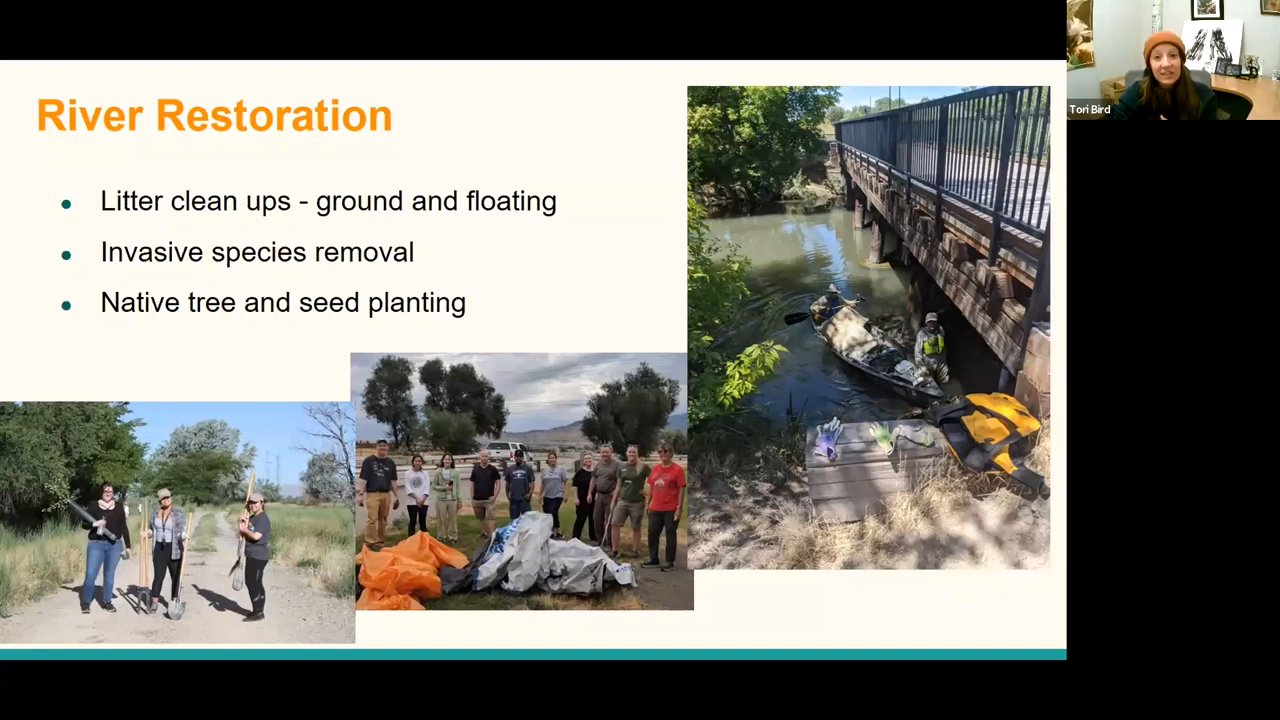 River Restoration
● Litter clean ups - ground and floating
● Invasive species removal
● Native tree and seed planting
Tori Bird